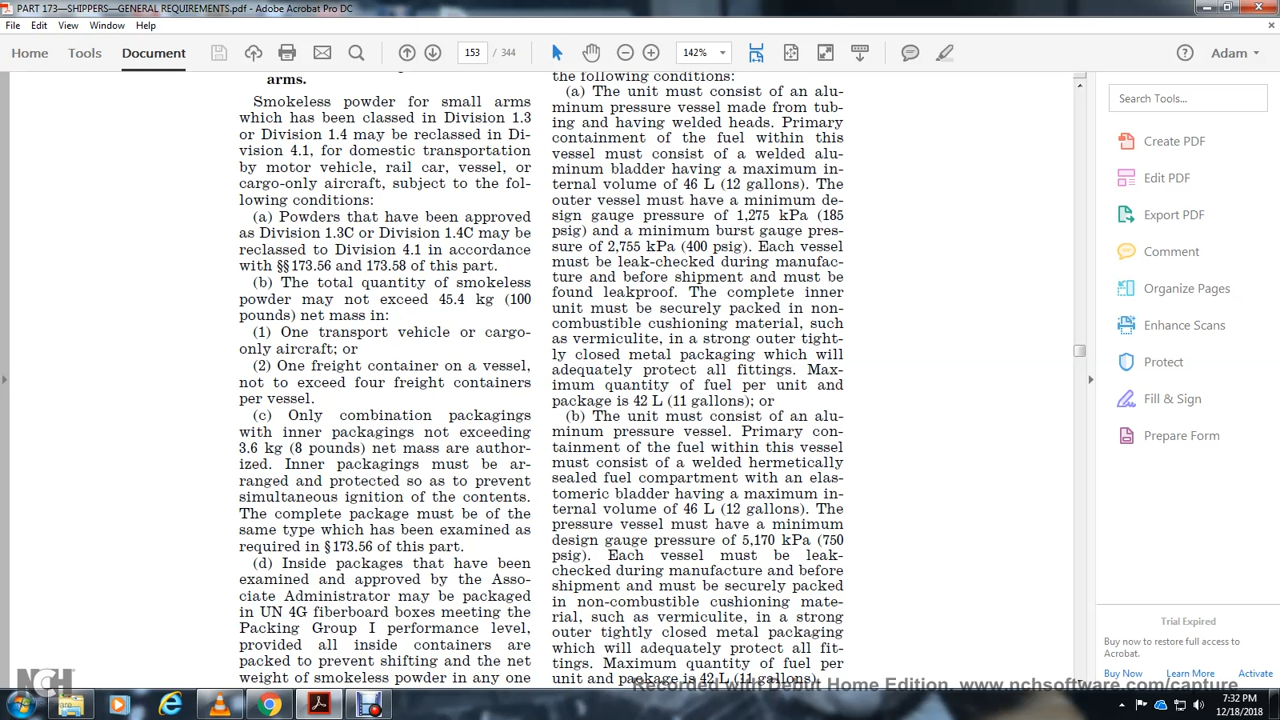 PART 173—SHIPPERS—GENERAL REQUIREMENTS.pdf - Adobe Acrobat Pro DC
File Edit View Window Help
Home Tools Document
153 / 344
142%
Adam
arms.
Smokeless powder for small arms
which has been classed in Division 1.3
or Division 1.4 may be reclassed in Di-
vision 4.1, for domestic transportation
by motor vehicle, rail car, vessel, or
cargo-only aircraft, subject to the fol-
lowing conditions:
(a) Powders that have been approved
as Division 1.3C or Division 1.4C may be
reclassed to Division 4.1 in accordance
with §§173.56 and 173.58 of this part.
(b) The total quantity of smokeless
powder may not exceed 45.4 kg (100
pounds) net mass in:
(1) One transport vehicle or cargo-
only aircraft; or
(2) One freight container on a vessel,
not to exceed four freight containers
per vessel.
(c) Only combination packagings
with inner packagings not exceeding
3.6 kg (8 pounds) net mass are author-
ized. Inner packagings must be ar-
ranged and protected so as to prevent
simultaneous ignition of the contents.
The complete package must be of the
same type which has been examined as
required in §173.56 of this part.
(d) Inside packages that have been
examined and approved by the Asso-
ciate Administrator may be packaged
in UN 4G fiberboard boxes meeting the
Packing Group I performance level,
provided all inside containers are
packed to prevent shifting and the net
weight of smokeless powder in any one
the following conditions:
(a) The unit must consist of an alu-
minum pressure vessel made from tub-
ing and having welded heads. Primary
containment of the fuel within this
vessel must consist of a welded alu-
minum bladder having a maximum in-
ternal volume of 46 L (12 gallons). The
outer vessel must have a minimum de-
sign gauge pressure of 1,275 kPa (185
psig) and a minimum burst gauge pres-
sure of 2,755 kPa (400 psig). Each vessel
must be leak-checked during manufac-
ture and before shipment and must be
found leakproof. The complete inner
unit must be securely packed in non-
combustible cushioning material, such
as vermiculite, in a strong outer tight-
ly closed metal packaging which will
adequately protect all fittings. Max-
imum quantity of fuel per unit and
package is 42 L (11 gallons); or
(b) The unit must consist of an alu-
minum pressure vessel. Primary con-
tainment of the fuel within this vessel
must consist of a welded hermetically
sealed fuel compartment with an elas-
tomeric bladder having a maximum in-
ternal volume of 46 L (12 gallons). The
pressure vessel must have a minimum
design gauge pressure of 5,170 kPa (750
psig). Each vessel must be leak-
checked during manufacture and before
shipment and must be securely packed
in non-combustible cushioning mate-
rial, such as vermiculite, in a strong
outer tightly closed metal packaging
which will adequately protect all fit-
tings. Maximum quantity of fuel per
unit and package is 42 L (11 gallons).
Search Tools...
Create PDF
Edit PDF
Export PDF
Comment
Organize Pages
Enhance Scans
Protect
Fill & Sign
Prepare Form
Trial Expired
Buy now to restore full access to
Acrobat.
Buy Now Learn More Activate
NCH
Recorded with Debut Home Edition. www.nchsoftware.com/capture
7:32 PM
12/18/2018